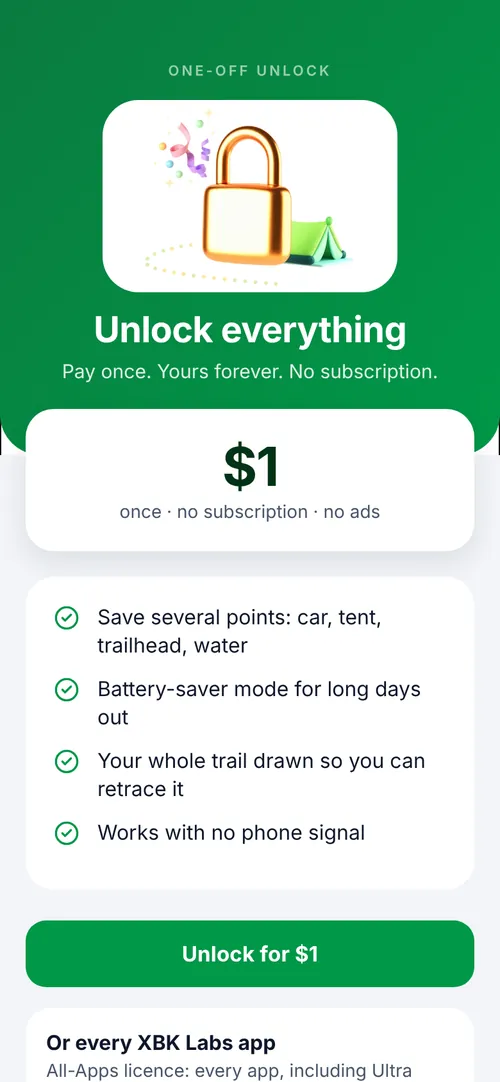 ONE-OFF UNLOCK
Unlock everything
Pay once. Yours forever. No subscription.
$1
once · no subscription · no ads
Save several points: car, tent,
trailhead, water
Battery-saver mode for long days
out
Your whole trail drawn so you can
retrace it
Works with no phone signal
Unlock for $1
Or every XBK Labs app
All-Apps licence: every app, including Ultra